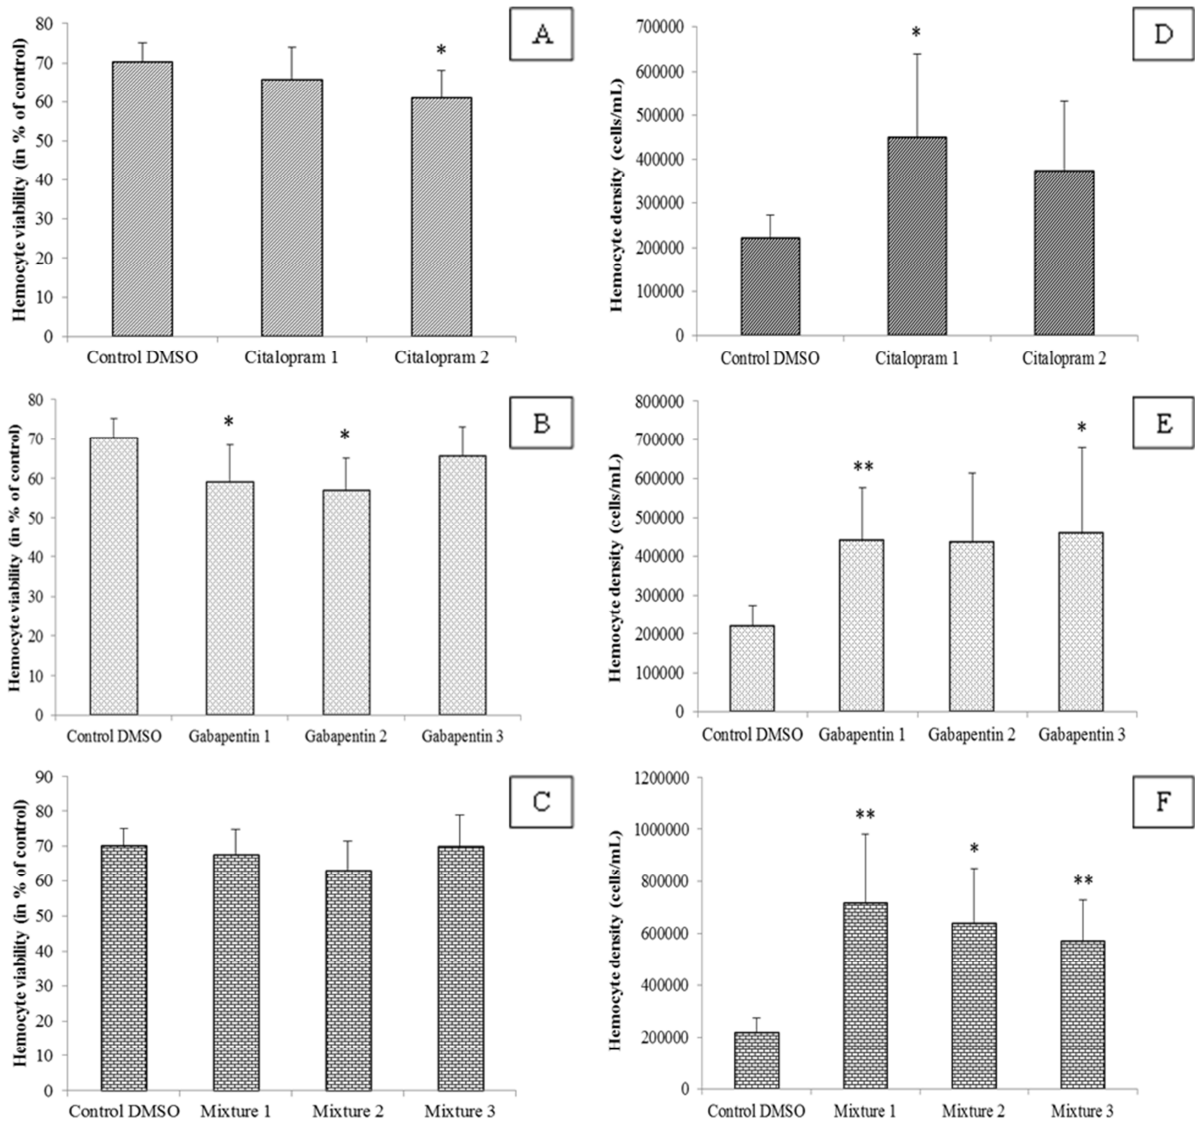 A
Hemocyte viability (in % of control)
80
70
60
50
40
30
20
10
0
*
Control DMSO Citalopram 1 Citalopram 2
D
Hemocyte density (cells/mL)
700000
600000
500000
400000
300000
200000
100000
0
*
Control DMSO Citalopram 1 Citalopram 2
B
Hemocyte viability (in % of control)
80
70
60
50
40
30
20
10
0
* *
Control DMSO Gabapentin 1 Gabapentin 2 Gabapentin 3
E
Hemocyte density (cells/mL)
800000
700000
600000
500000
400000
300000
200000
100000
0
** *
Control DMSO Gabapentin 1 Gabapentin 2 Gabapentin 3
C
Hemocyte viability (in % of control)
90
80
70
60
50
40
30
20
10
0
Control DMSO Mixture 1 Mixture 2 Mixture 3
F
Hemocyte density (cells/mL)
1200000
1000000
800000
600000
400000
200000
0
** * **
Control DMSO Mixture 1 Mixture 2 Mixture 3